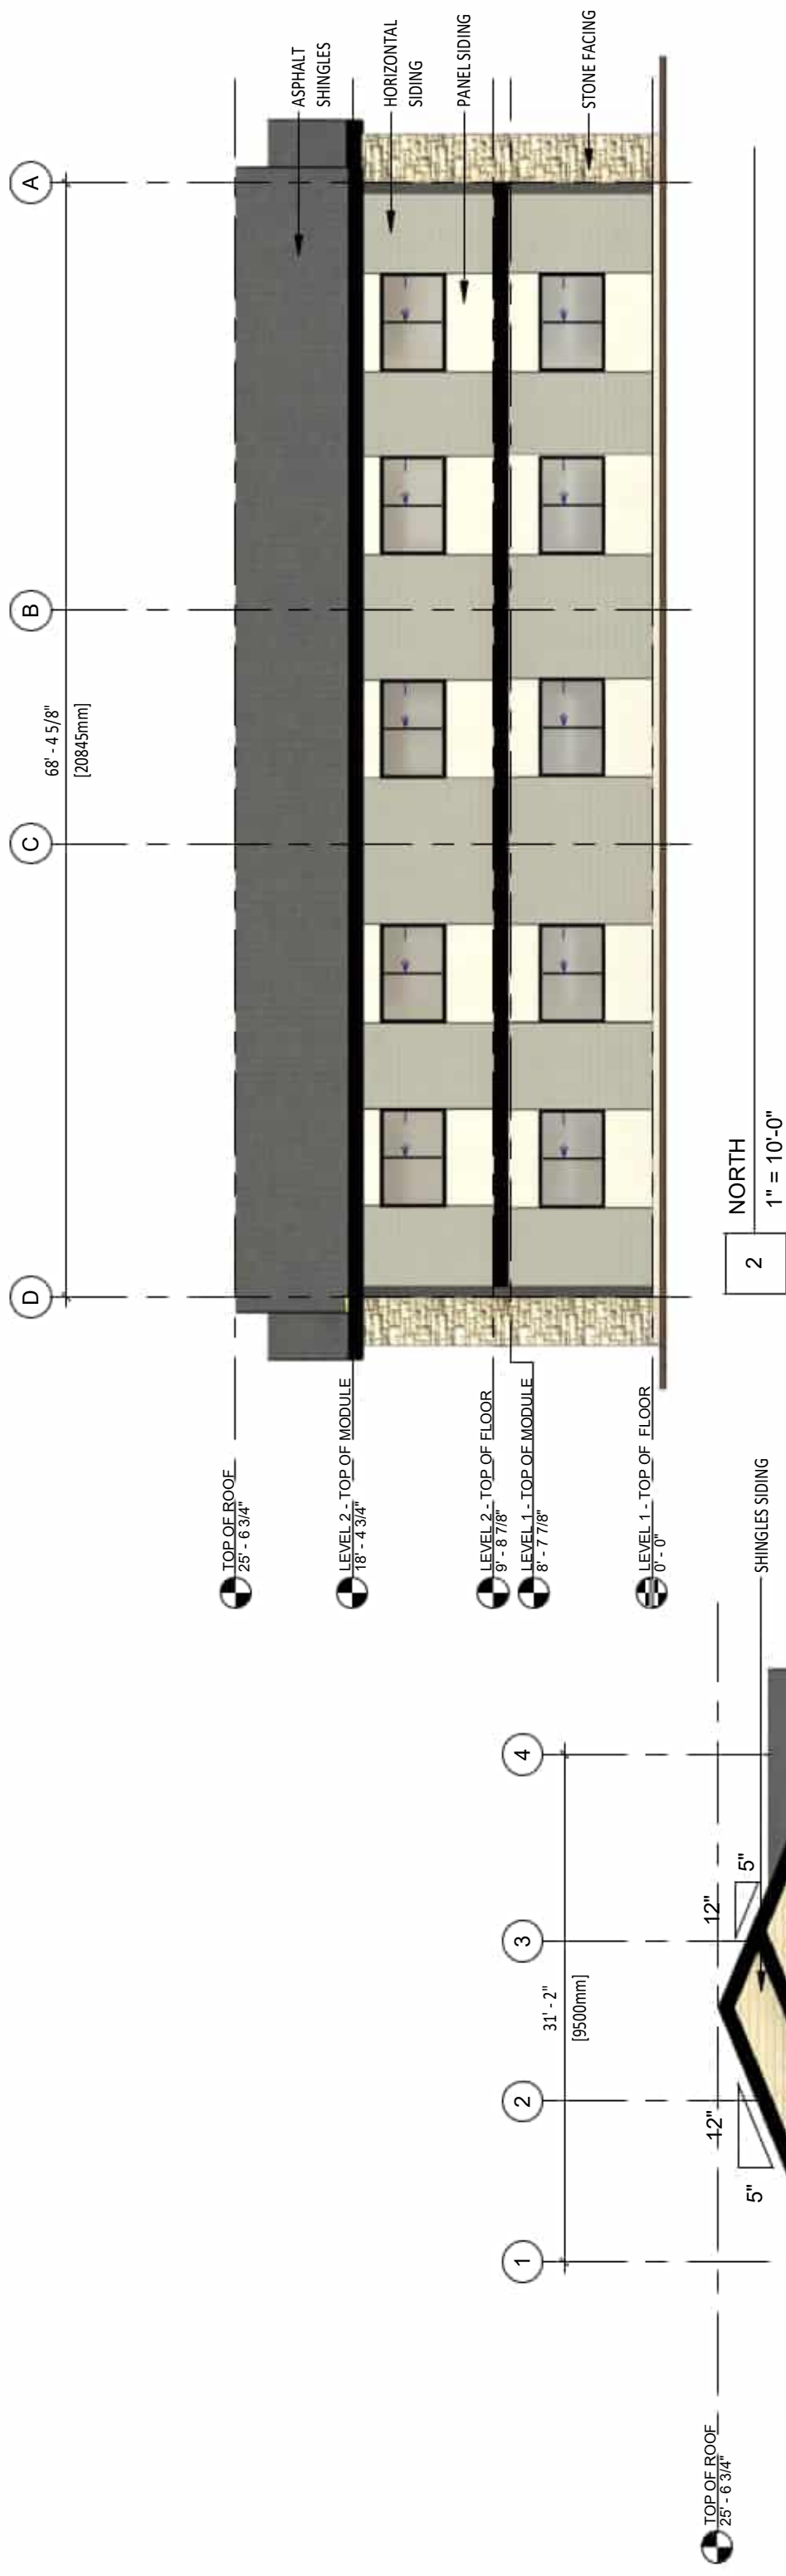 D
C
B
A
68' - 4 5/8"
[20845mm]
ASPHALT
SHINGLES
HORIZONTAL
SIDING
PANEL SIDING
STONE FACING
TOP OF ROOF
25' - 6 3/4"
LEVEL 2 - TOP OF MODULE
18' - 4 3/4"
LEVEL 2 - TOP OF FLOOR
9' - 8 7/8"
LEVEL 1 - TOP OF MODULE
8' - 7 7/8"
LEVEL 1 - TOP OF FLOOR
0' - 0"
2
NORTH
1" = 10'-0"
1
2
3
4
31' - 2"
[9500mm]
TOP OF ROOF
25' - 6 3/4"
12"
5"
12"
5"
SHINGLES SIDING